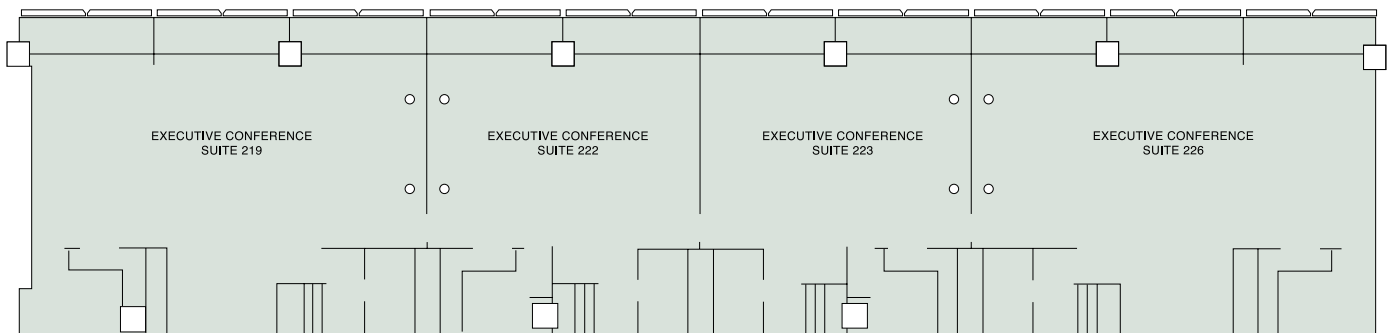 EXECUTIVE CONFERENCE
SUITE 219
EXECUTIVE CONFERENCE
SUITE 222
EXECUTIVE CONFERENCE
SUITE 223
EXECUTIVE CONFERENCE
SUITE 226